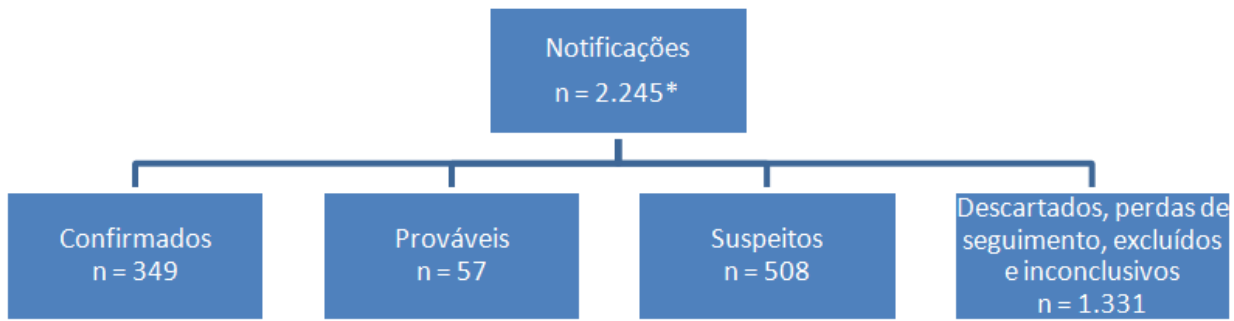 Notificações
n = 2.245*
Confirmados
n = 349
Prováveis
n = 57
Suspeitos
n = 508
Descartados, perdas de
seguimento, excluídos
e inconclusivos
n = 1.331